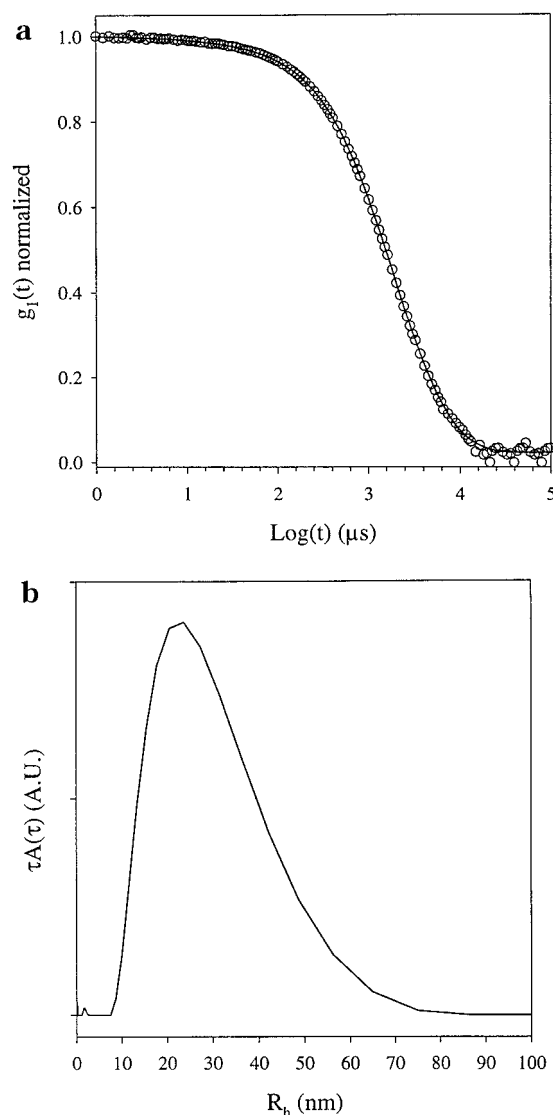 a
1.0
0.8
0.6
0.4
0.2
0.0
g₁(t) normalized
0 1 2 3 4 5
Log(t) (μs)
b
τA(τ) (A.U.)
0 10 20 30 40 50 60 70 80 90 100
Rₕ (nm)